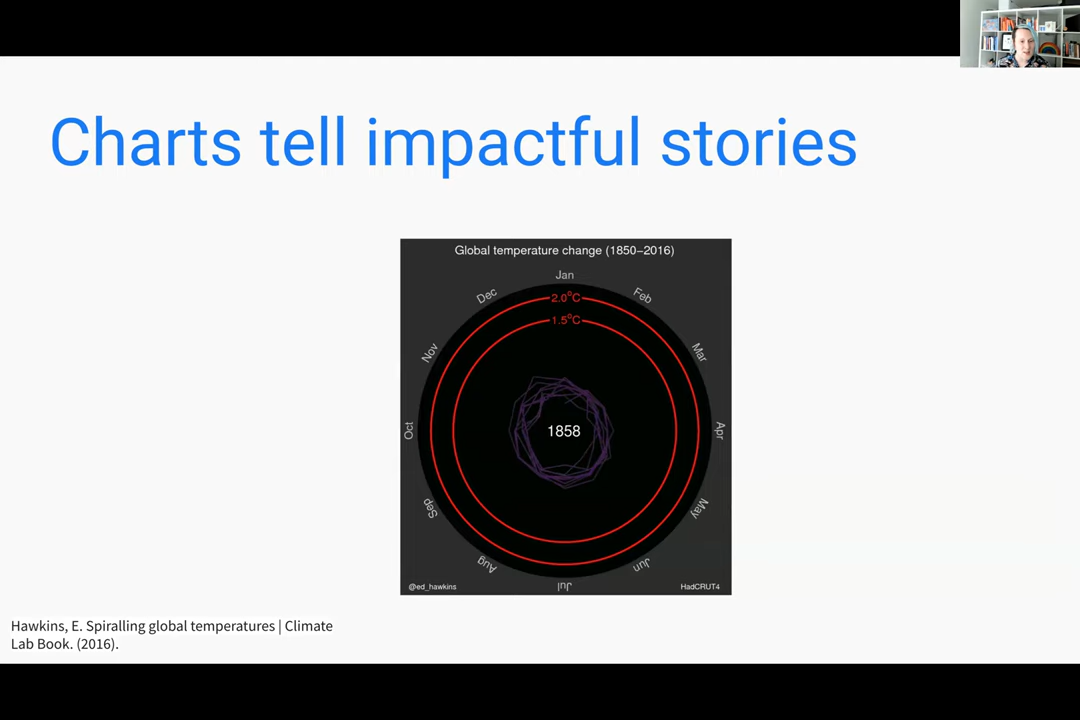 Charts tell impactful stories
Global temperature change (1850–2016)
Jan
Feb
Mar
Apr
May
Jun
Jul
Aug
Sep
Oct
Nov
Dec
2.0°C
1.5°C
1858
@ed_hawkins
HadCRUT4
Hawkins, E. Spiralling global temperatures | Climate
Lab Book. (2016).